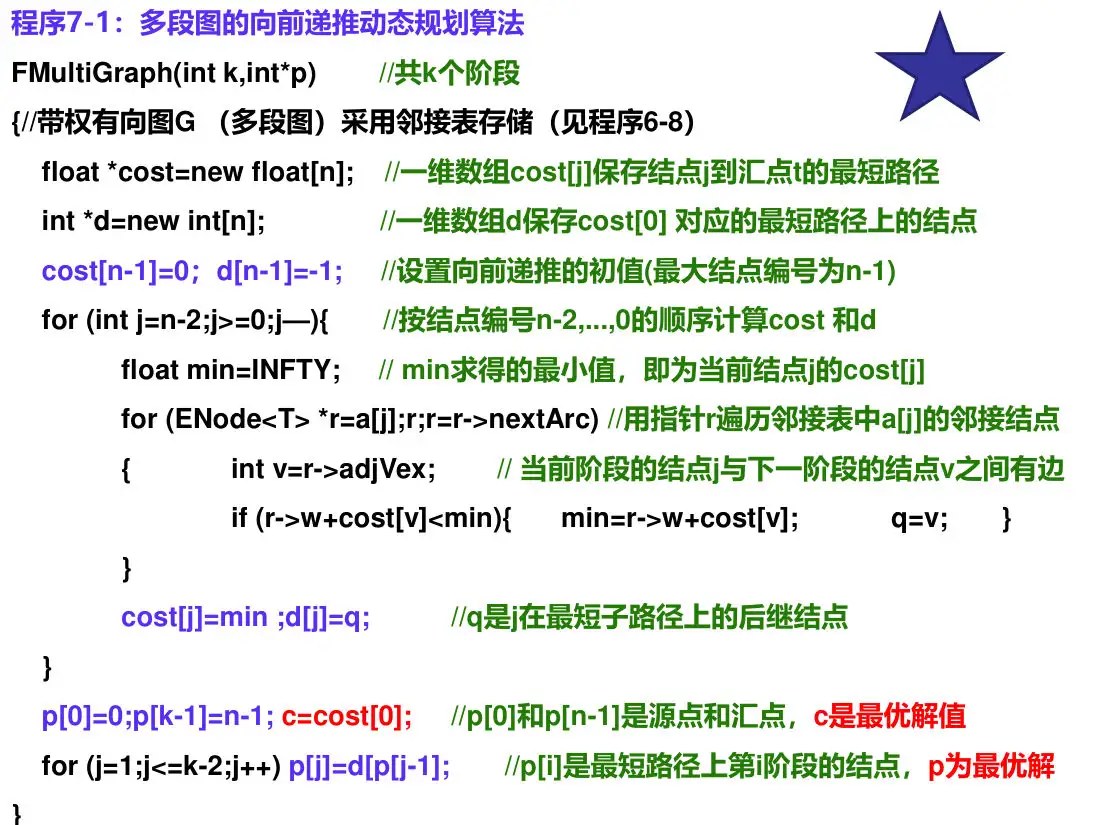 程序7-1：多段图的向前递推动态规划算法
FMultiGraph(int k,int*p) //共k个阶段
{//带权有向图G （多段图）采用邻接表存储（见程序6-8）
float *cost=new float[n]; //一维数组cost[j]保存结点j到汇点t的最短路径
int *d=new int[n]; //一维数组d保存cost[0] 对应的最短路径上的结点
cost[n-1]=0；d[n-1]=-1; //设置向前递推的初值(最大结点编号为n-1)
for (int j=n-2;j>=0;j—){ //按结点编号n-2,...,0的顺序计算cost 和d
float min=INFTY; // min求得的最小值，即为当前结点j的cost[j]
for (ENode<T> *r=a[j];r;r=r->nextArc) //用指针r遍历邻接表中a[j]的邻接结点
{ int v=r->adjVex; // 当前阶段的结点j与下一阶段的结点v之间有边
if (r->w+cost[v]<min){ min=r->w+cost[v]; q=v; }
}
cost[j]=min ;d[j]=q; //q是j在最短子路径上的后继结点
}
p[0]=0;p[k-1]=n-1; c=cost[0]; //p[0]和p[n-1]是源点和汇点，c是最优解值
for (j=1;j<=k-2;j++) p[j]=d[p[j-1]; //p[i]是最短路径上第i阶段的结点，p为最优解
}